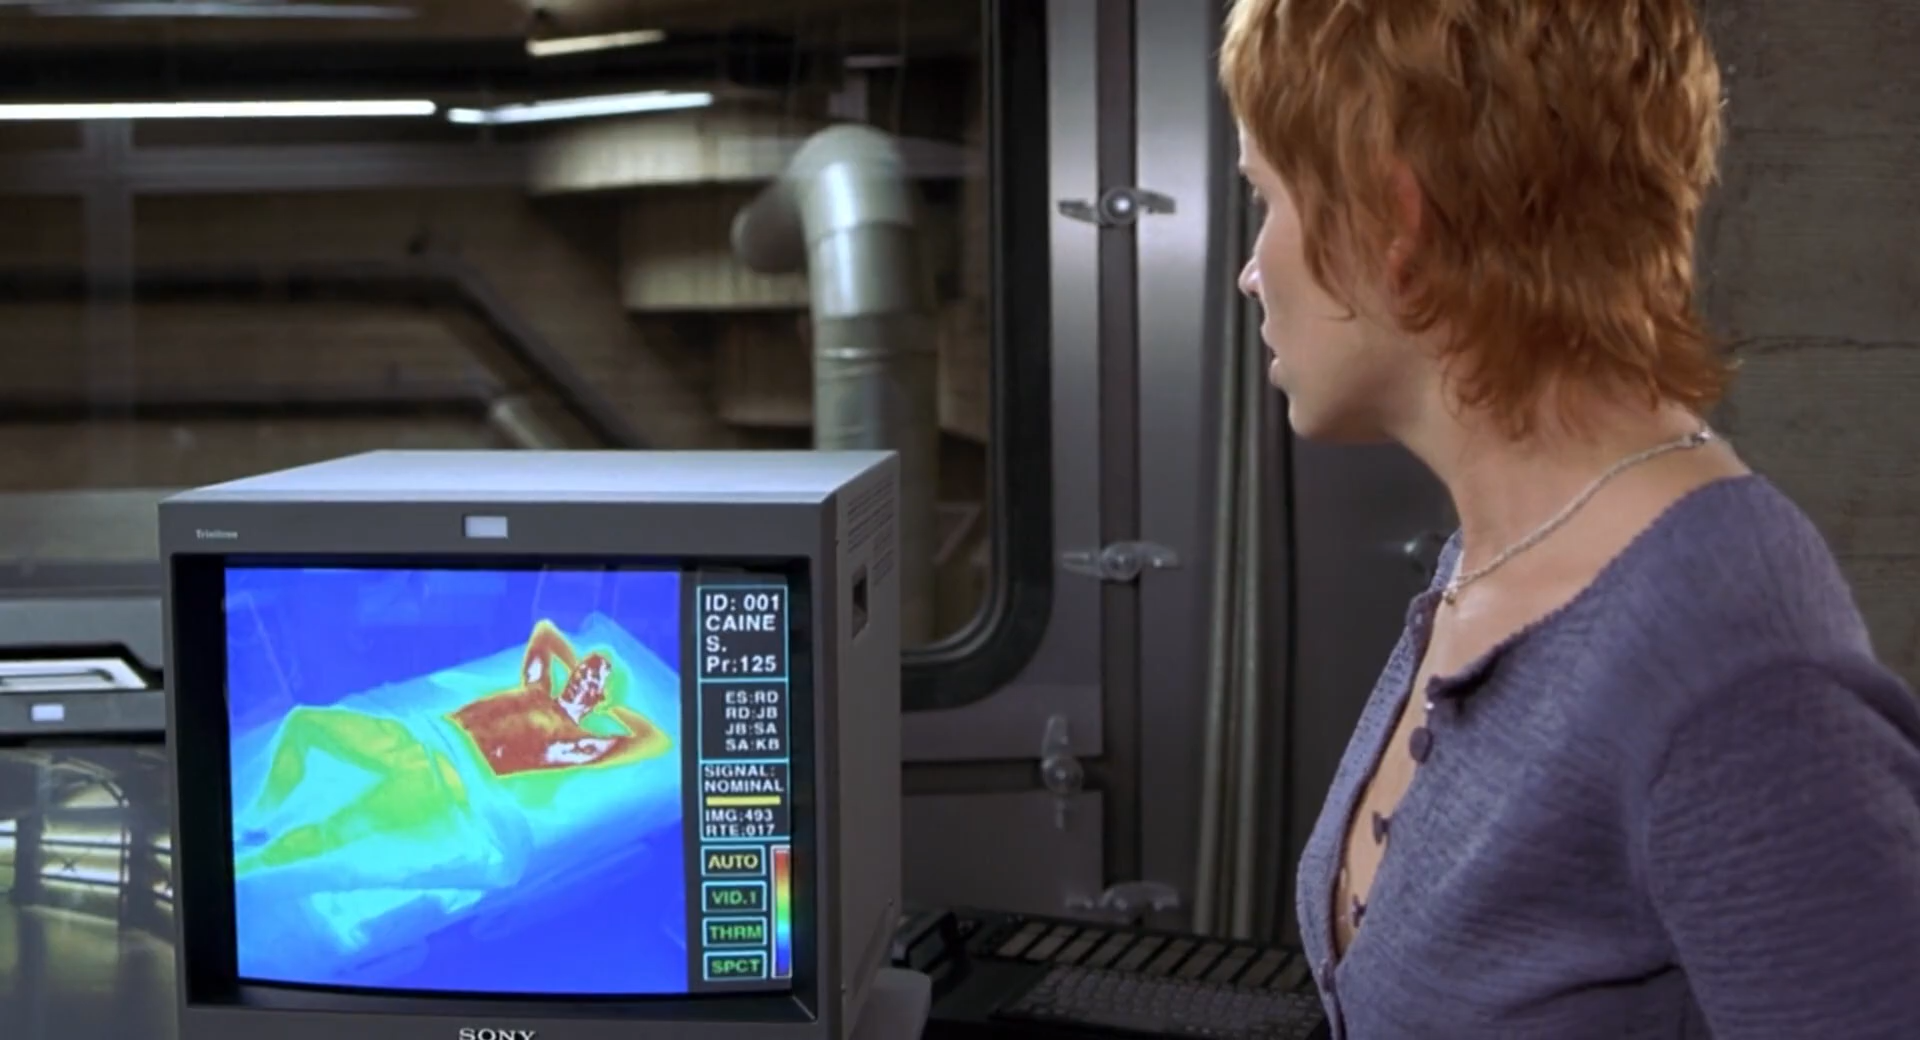 Trinitron
ID: 001
CAINE
S.
Pr:125
ES:RD
RD:JB
JB:SA
SA:KB
SIGNAL:
NOMINAL
IMG:493
RTE:017
AUTO
VID.1
THRM
SPCT
SONY